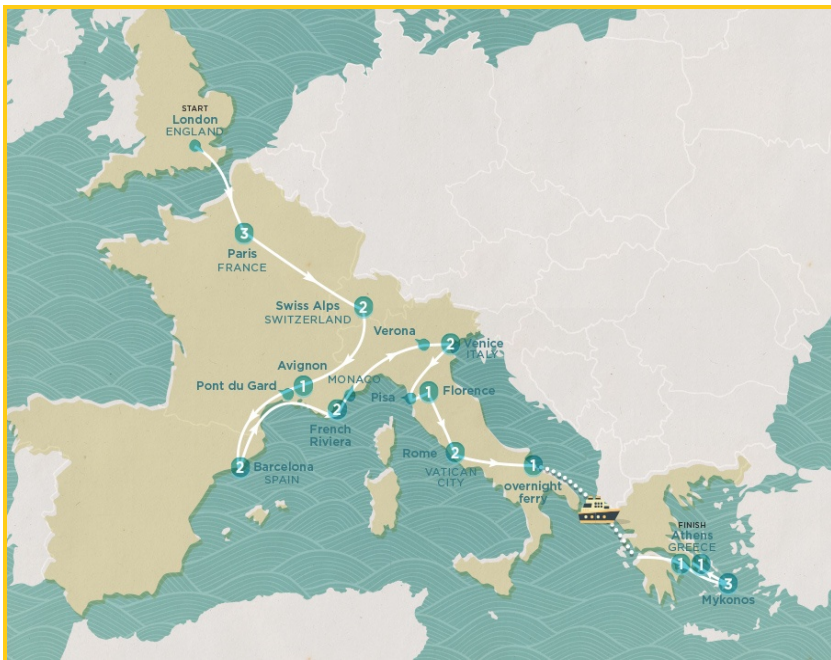 START
London
ENGLAND
3
Paris
FRANCE
2
Swiss Alps
SWITZERLAND
Verona
2
Venice
ITALY
Avignon
1
MONACO
Pont du Gard
Pisa
1
Florence
2
French
Riviera
2
Barcelona
SPAIN
Rome
2
VATICAN
CITY
1
overnight
ferry
FINISH
Athens
GREECE
1
1
3
Mykonos